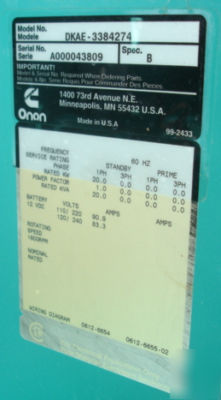 Model No.
Modele DKAE-3384274
Serial No. Spec.
Serie A000043809 B
IMPORTANT!
Model & Serial No. Required When Ordering Parts
1400 73rd Avenue N.E.
Minneapolis, MN 55432 U.S.A.
Onan
Made in U.S.A
99-2433
FREQUENCY 60 HZ
SERVICE RATING STANDBY PRIME
PHASE 1PH 3PH 1PH 3PH
RATED KW 20.0 0.0 0.0 0.0
POWER FACTOR 1.0 0.0 0.0 0.0
RATED KVA 20.0 0.0 0.0 0.0
BATTERY VOLTS AMPS AMPS
12 VDC 110/220 90.9
120/240 83.3
ROTATING
SPEED
1800RPM
NOMINAL
RATED
WIRING DIAGRAM 0612-6654 0612-6655-02